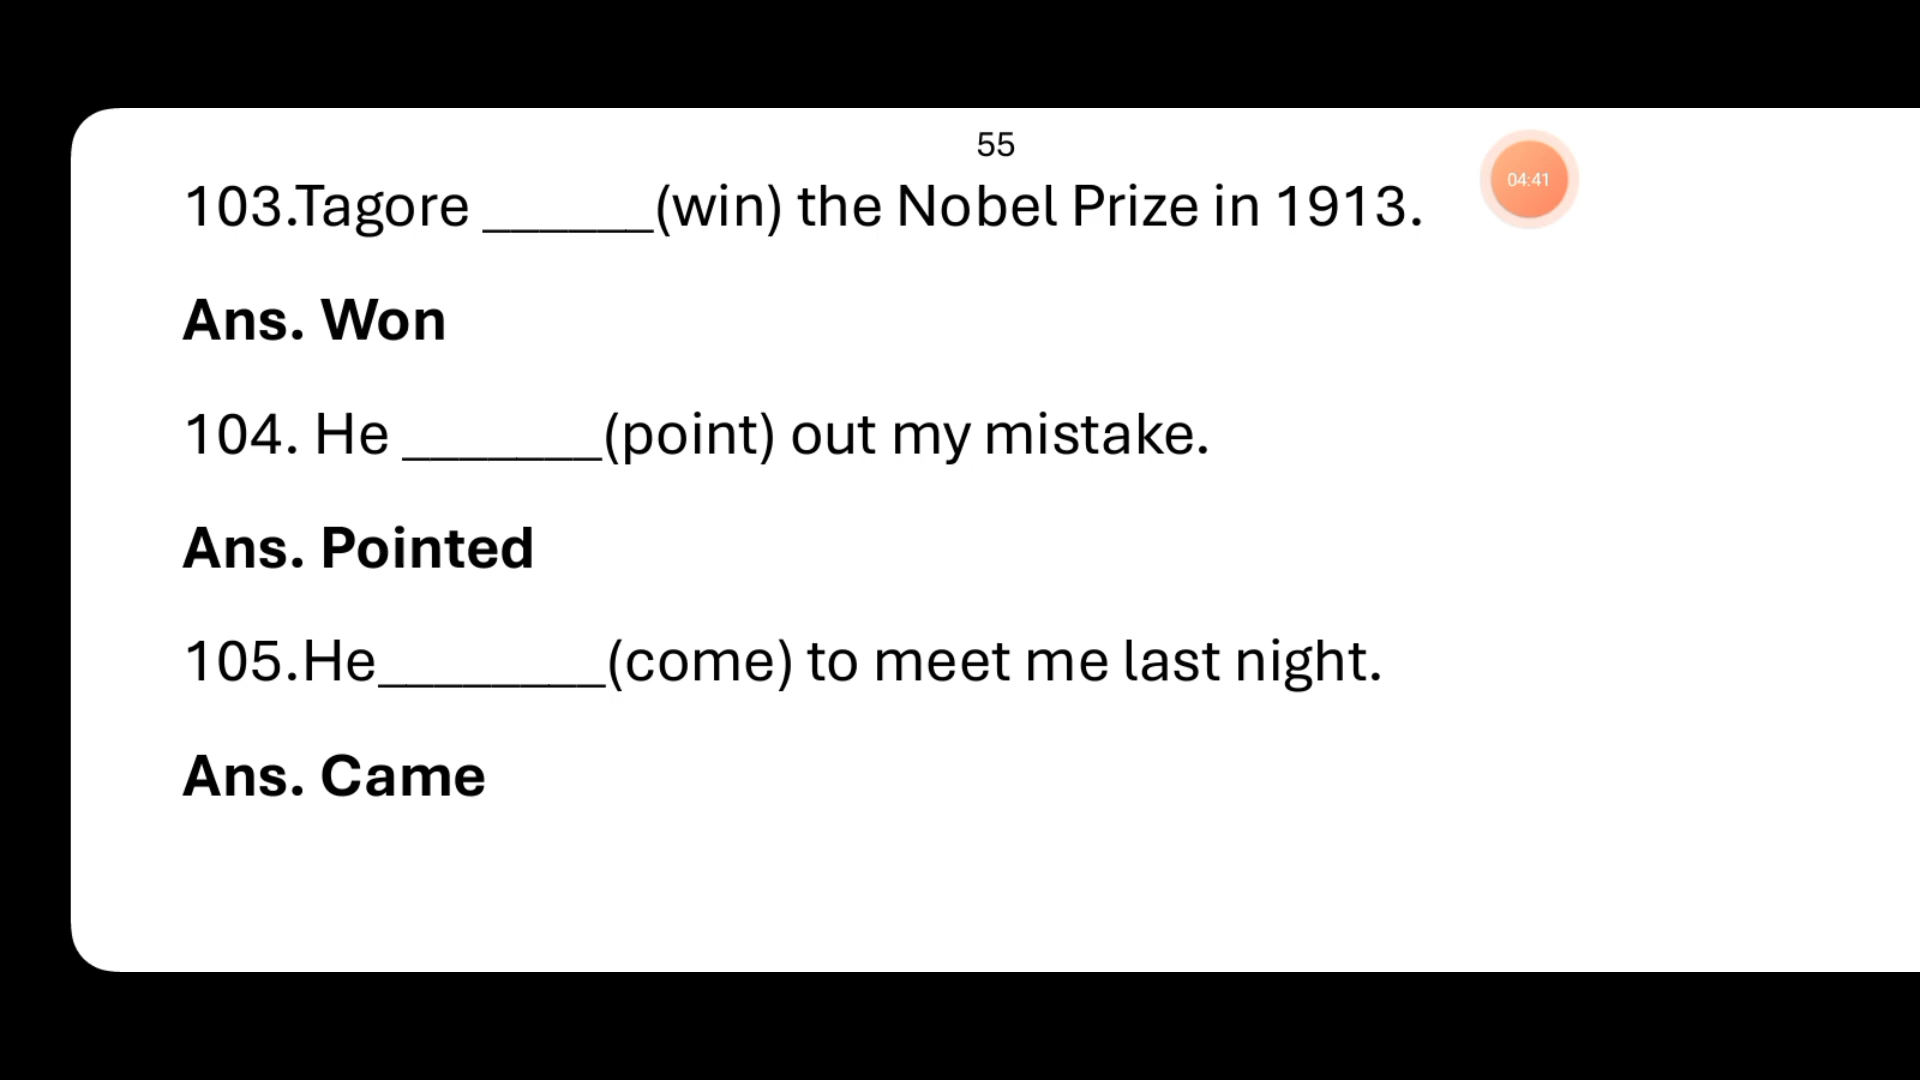 55
04:41
103.Tagore ______(win) the Nobel Prize in 1913.
Ans. Won
104. He _______(point) out my mistake.
Ans. Pointed
105.He________(come) to meet me last night.
Ans. Came